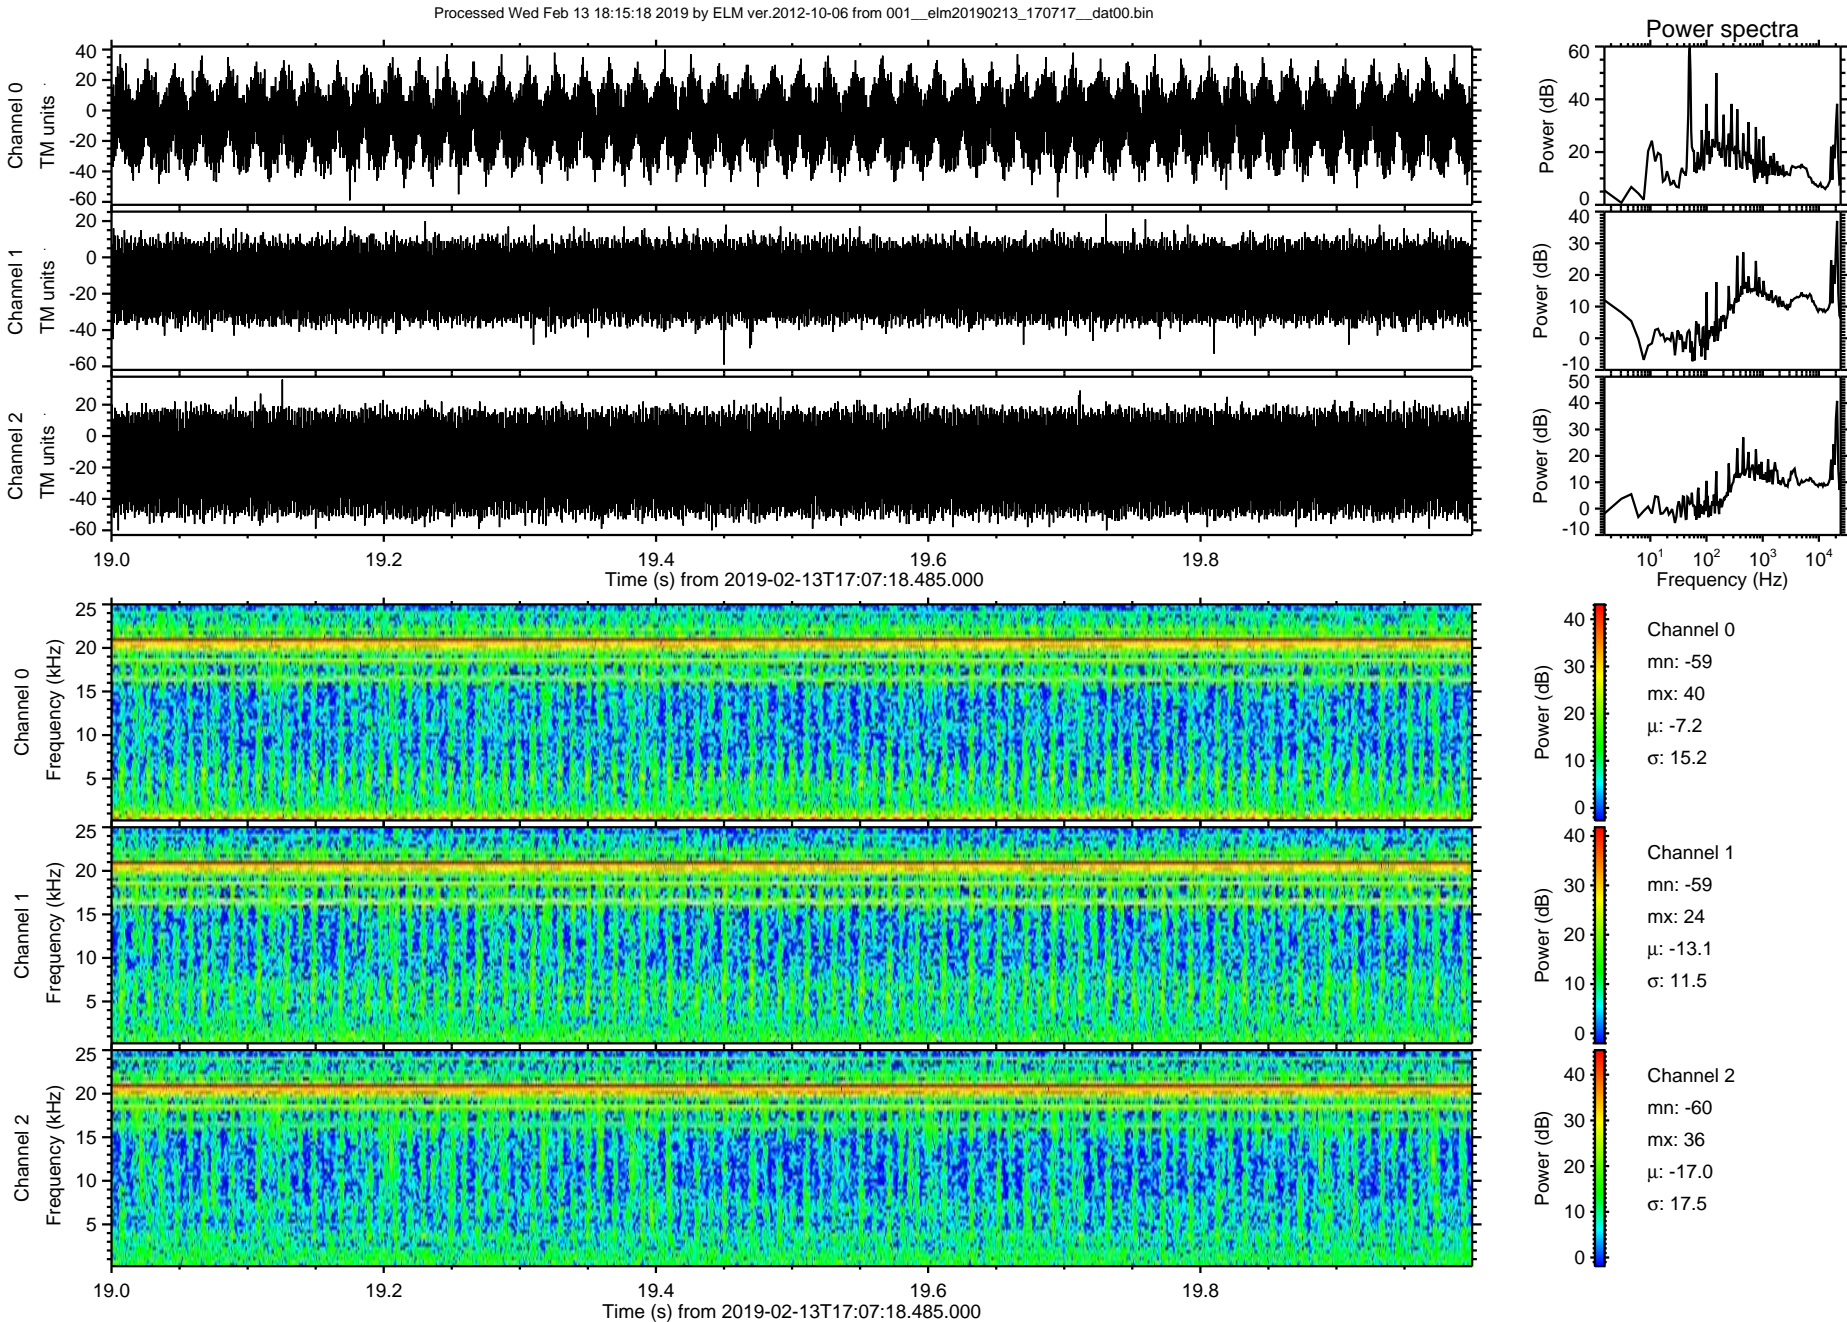 Processed Wed Feb 13 18:15:18 2019 by ELM ver.2012-10-06 from 001__elm20190213_170717__dat00.bin
Power spectra
Channel 0
TM units
40
20
0
-20
-40
-60
Power (dB)
60
40
20
0
Channel 1
TM units
20
0
-20
-40
-60
Power (dB)
40
30
20
10
0
-10
Channel 2
TM units
20
0
-20
-40
-60
Power (dB)
50
40
30
20
10
0
-10
19.0 19.2 19.4 19.6 19.8
Time (s) from 2019-02-13T17:07:18.485.000
10^1 10^2 10^3 10^4
Frequency (Hz)
Channel 0
Frequency (kHz)
25
20
15
10
5
Power (dB)
40
30
20
10
0
Channel 0
mn: -59
mx: 40
μ: -7.2
σ: 15.2
Channel 1
Frequency (kHz)
25
20
15
10
5
Power (dB)
40
30
20
10
0
Channel 1
mn: -59
mx: 24
μ: -13.1
σ: 11.5
Channel 2
Frequency (kHz)
25
20
15
10
5
Power (dB)
40
30
20
10
0
Channel 2
mn: -60
mx: 36
μ: -17.0
σ: 17.5
19.0 19.2 19.4 19.6 19.8
Time (s) from 2019-02-13T17:07:18.485.000